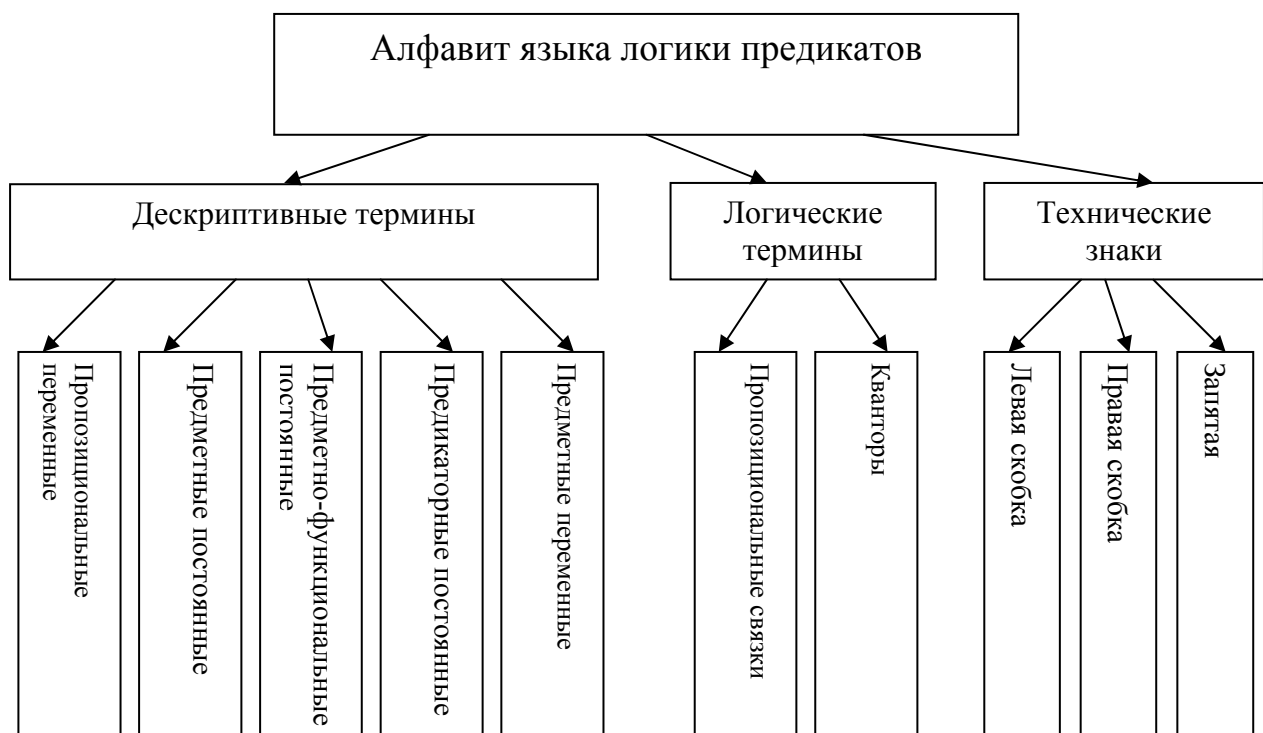 Алфавит языка логики предикатов
Дескриптивные термины
Логические
термины
Технические
знаки
Пропозициональные
переменные
Предметные постоянные
Предметно-функциональные
постоянные
Предикаторные постоянные
Предметные переменные
Пропозициональные связки
Кванторы
Левая скобка
Правая скобка
Запятая